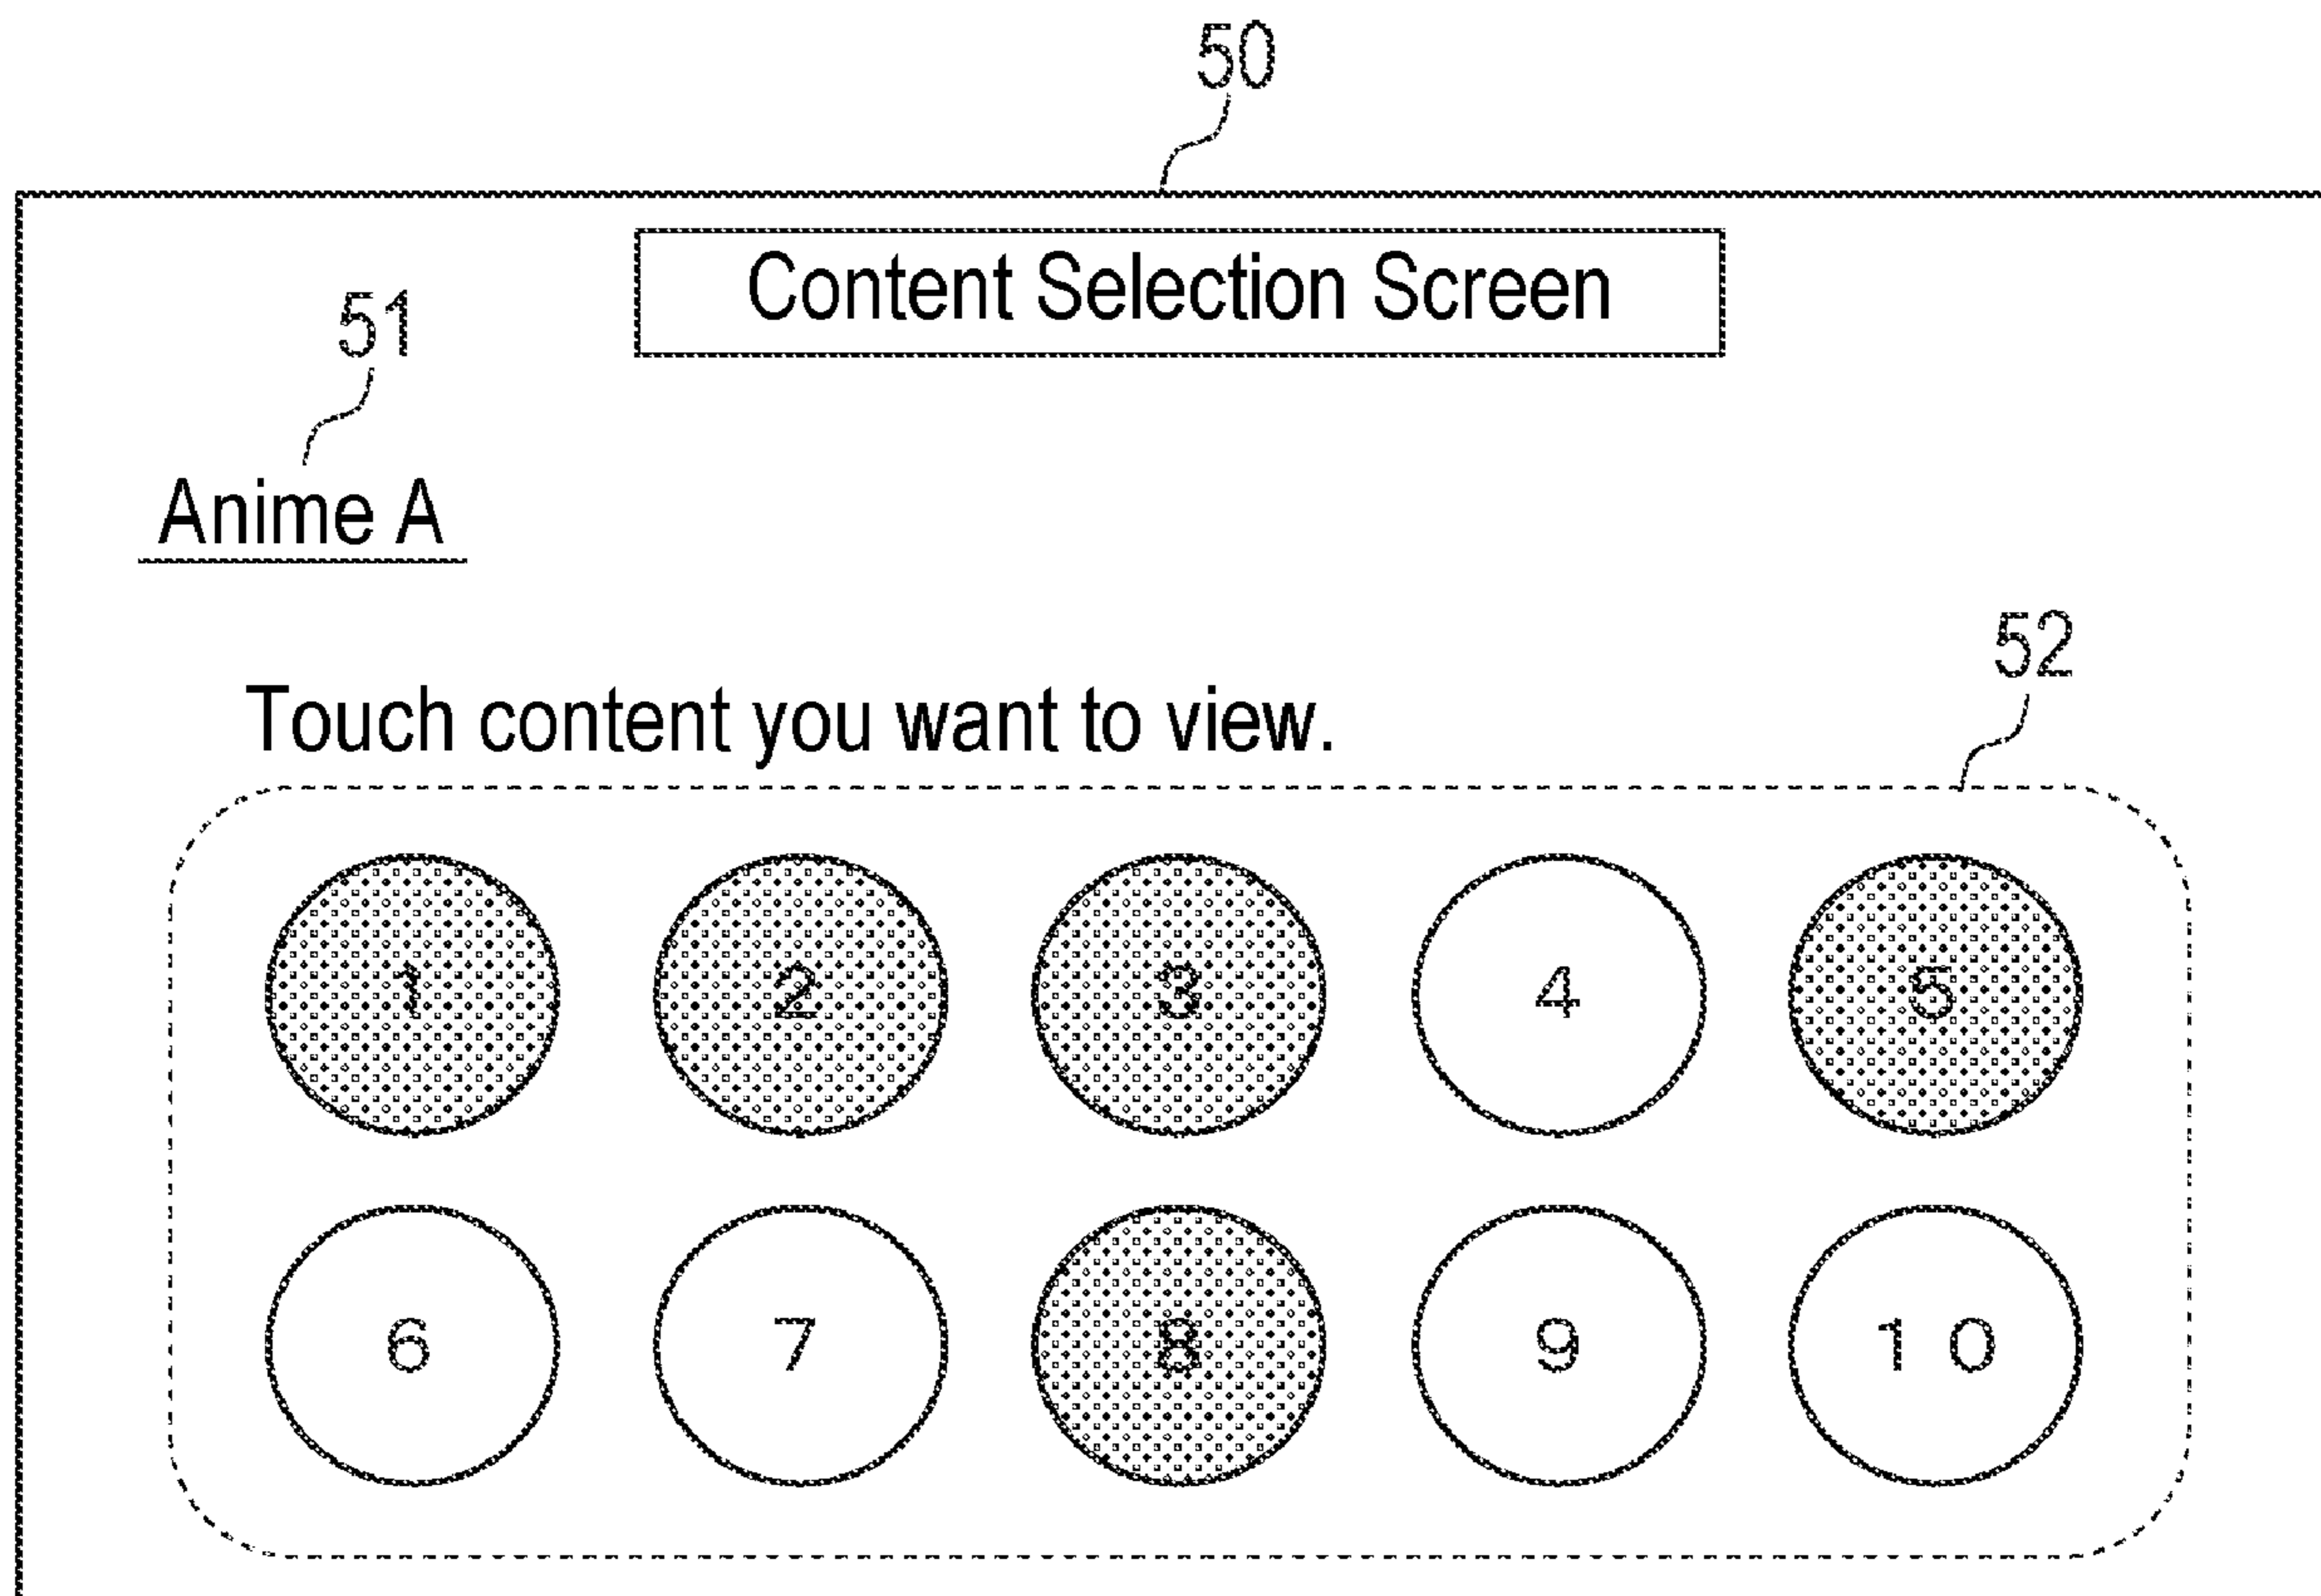 50
Content Selection Screen
51
Anime A
52
Touch content you want to view.
1 2 3 4 5
6 7 8 9 10